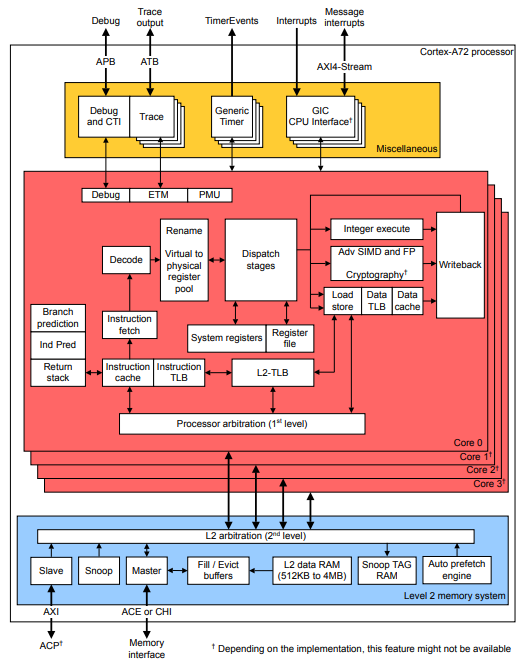 Debug
Trace
output
TimerEvents
Interrupts
Message
interrupts
Cortex-A72 processor
APB
ATB
AXI4-Stream
Debug
and CTI
Trace
Generic
Timer
GIC
CPU Interface†
Miscellaneous
Debug
ETM
PMU
Rename
Virtual to
physical
register
pool
Dispatch
stages
Integer execute
Adv SIMD and FP
Cryptography†
Writeback
Decode
Load
store
Data
TLB
Data
cache
Branch
prediction
Ind Pred
Return
stack
Instruction
fetch
System registers
Register
file
Instruction
cache
Instruction
TLB
L2-TLB
Processor arbitration (1st level)
Core 0
Core 1†
Core 2†
Core 3†
L2 arbitration (2nd level)
Slave
Snoop
Master
Fill / Evict
buffers
L2 data RAM
(512KB to 4MB)
Snoop TAG
RAM
Auto prefetch
engine
Level 2 memory system
AXI
ACE or CHI
ACP†
Memory
interface
† Depending on the implementation, this feature might not be available